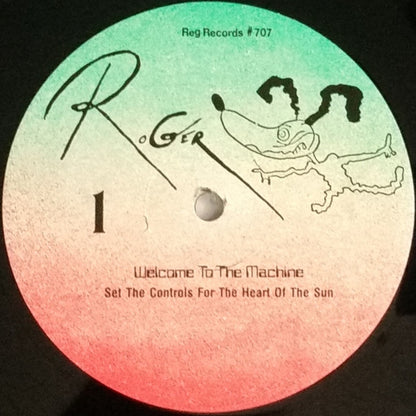 Reg Records #707
RoGER
1
Welcome To The Machine
Set The Controls For The Heart Of The Sun